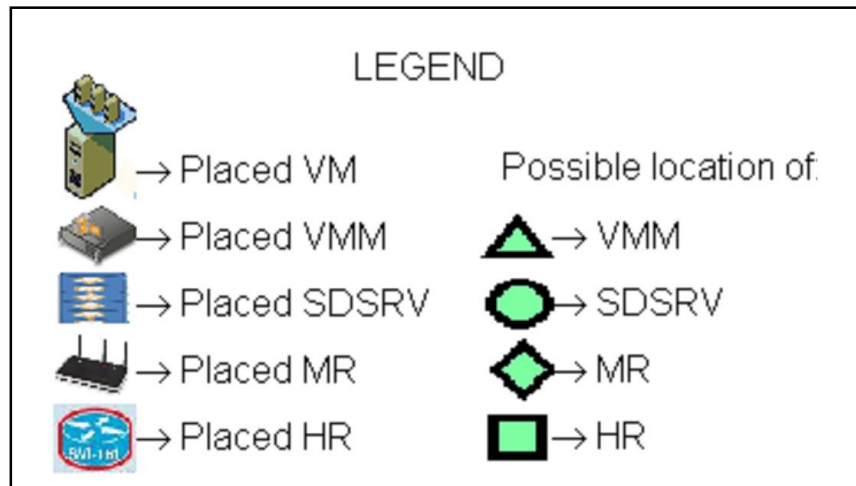 LEGEND
→ Placed VM
Possible location of:
→ Placed VMM
→ VMM
→ Placed SDSRV
→ SDSRV
→ Placed MR
→ MR
→ Placed HR
→ HR